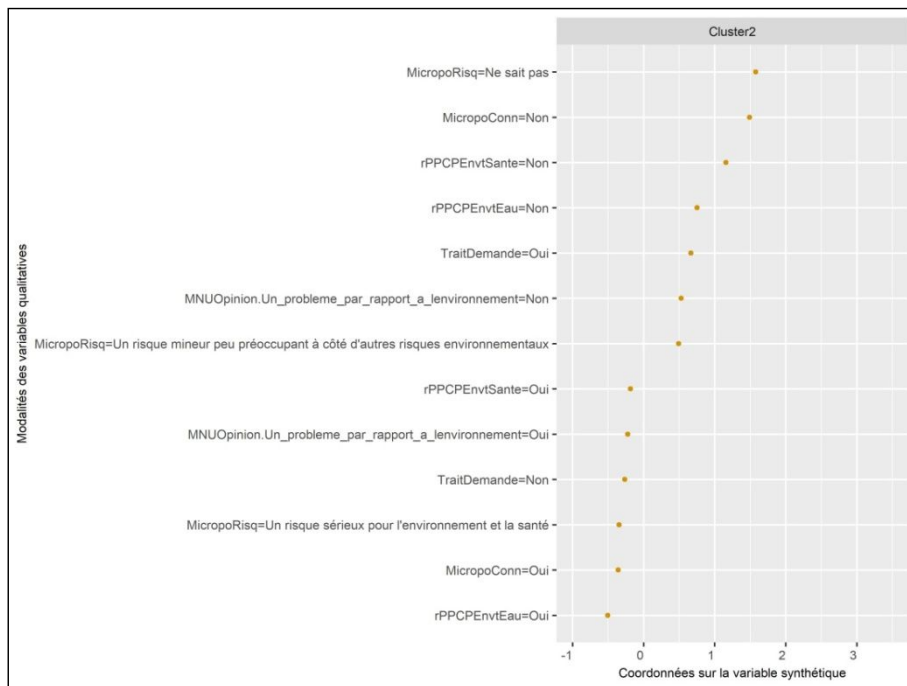 Cluster2
Modalités des variables qualitatives
MicropoRisq=Ne sait pas
MicropoConn=Non
rPPCPEnvtSante=Non
rPPCPEnvtEau=Non
TraitDemande=Oui
MNUOpinion.Un_probleme_par_rapport_a_lenvironnement=Non
MicropoRisq=Un risque mineur peu préoccupant à côté d'autres risques environnementaux
rPPCPEnvtSante=Oui
MNUOpinion.Un_probleme_par_rapport_a_lenvironnement=Oui
TraitDemande=Non
MicropoRisq=Un risque sérieux pour l'environnement et la santé
MicropoConn=Oui
rPPCPEnvtEau=Oui
-1 0 1 2 3
Coordonnées sur la variable synthétique